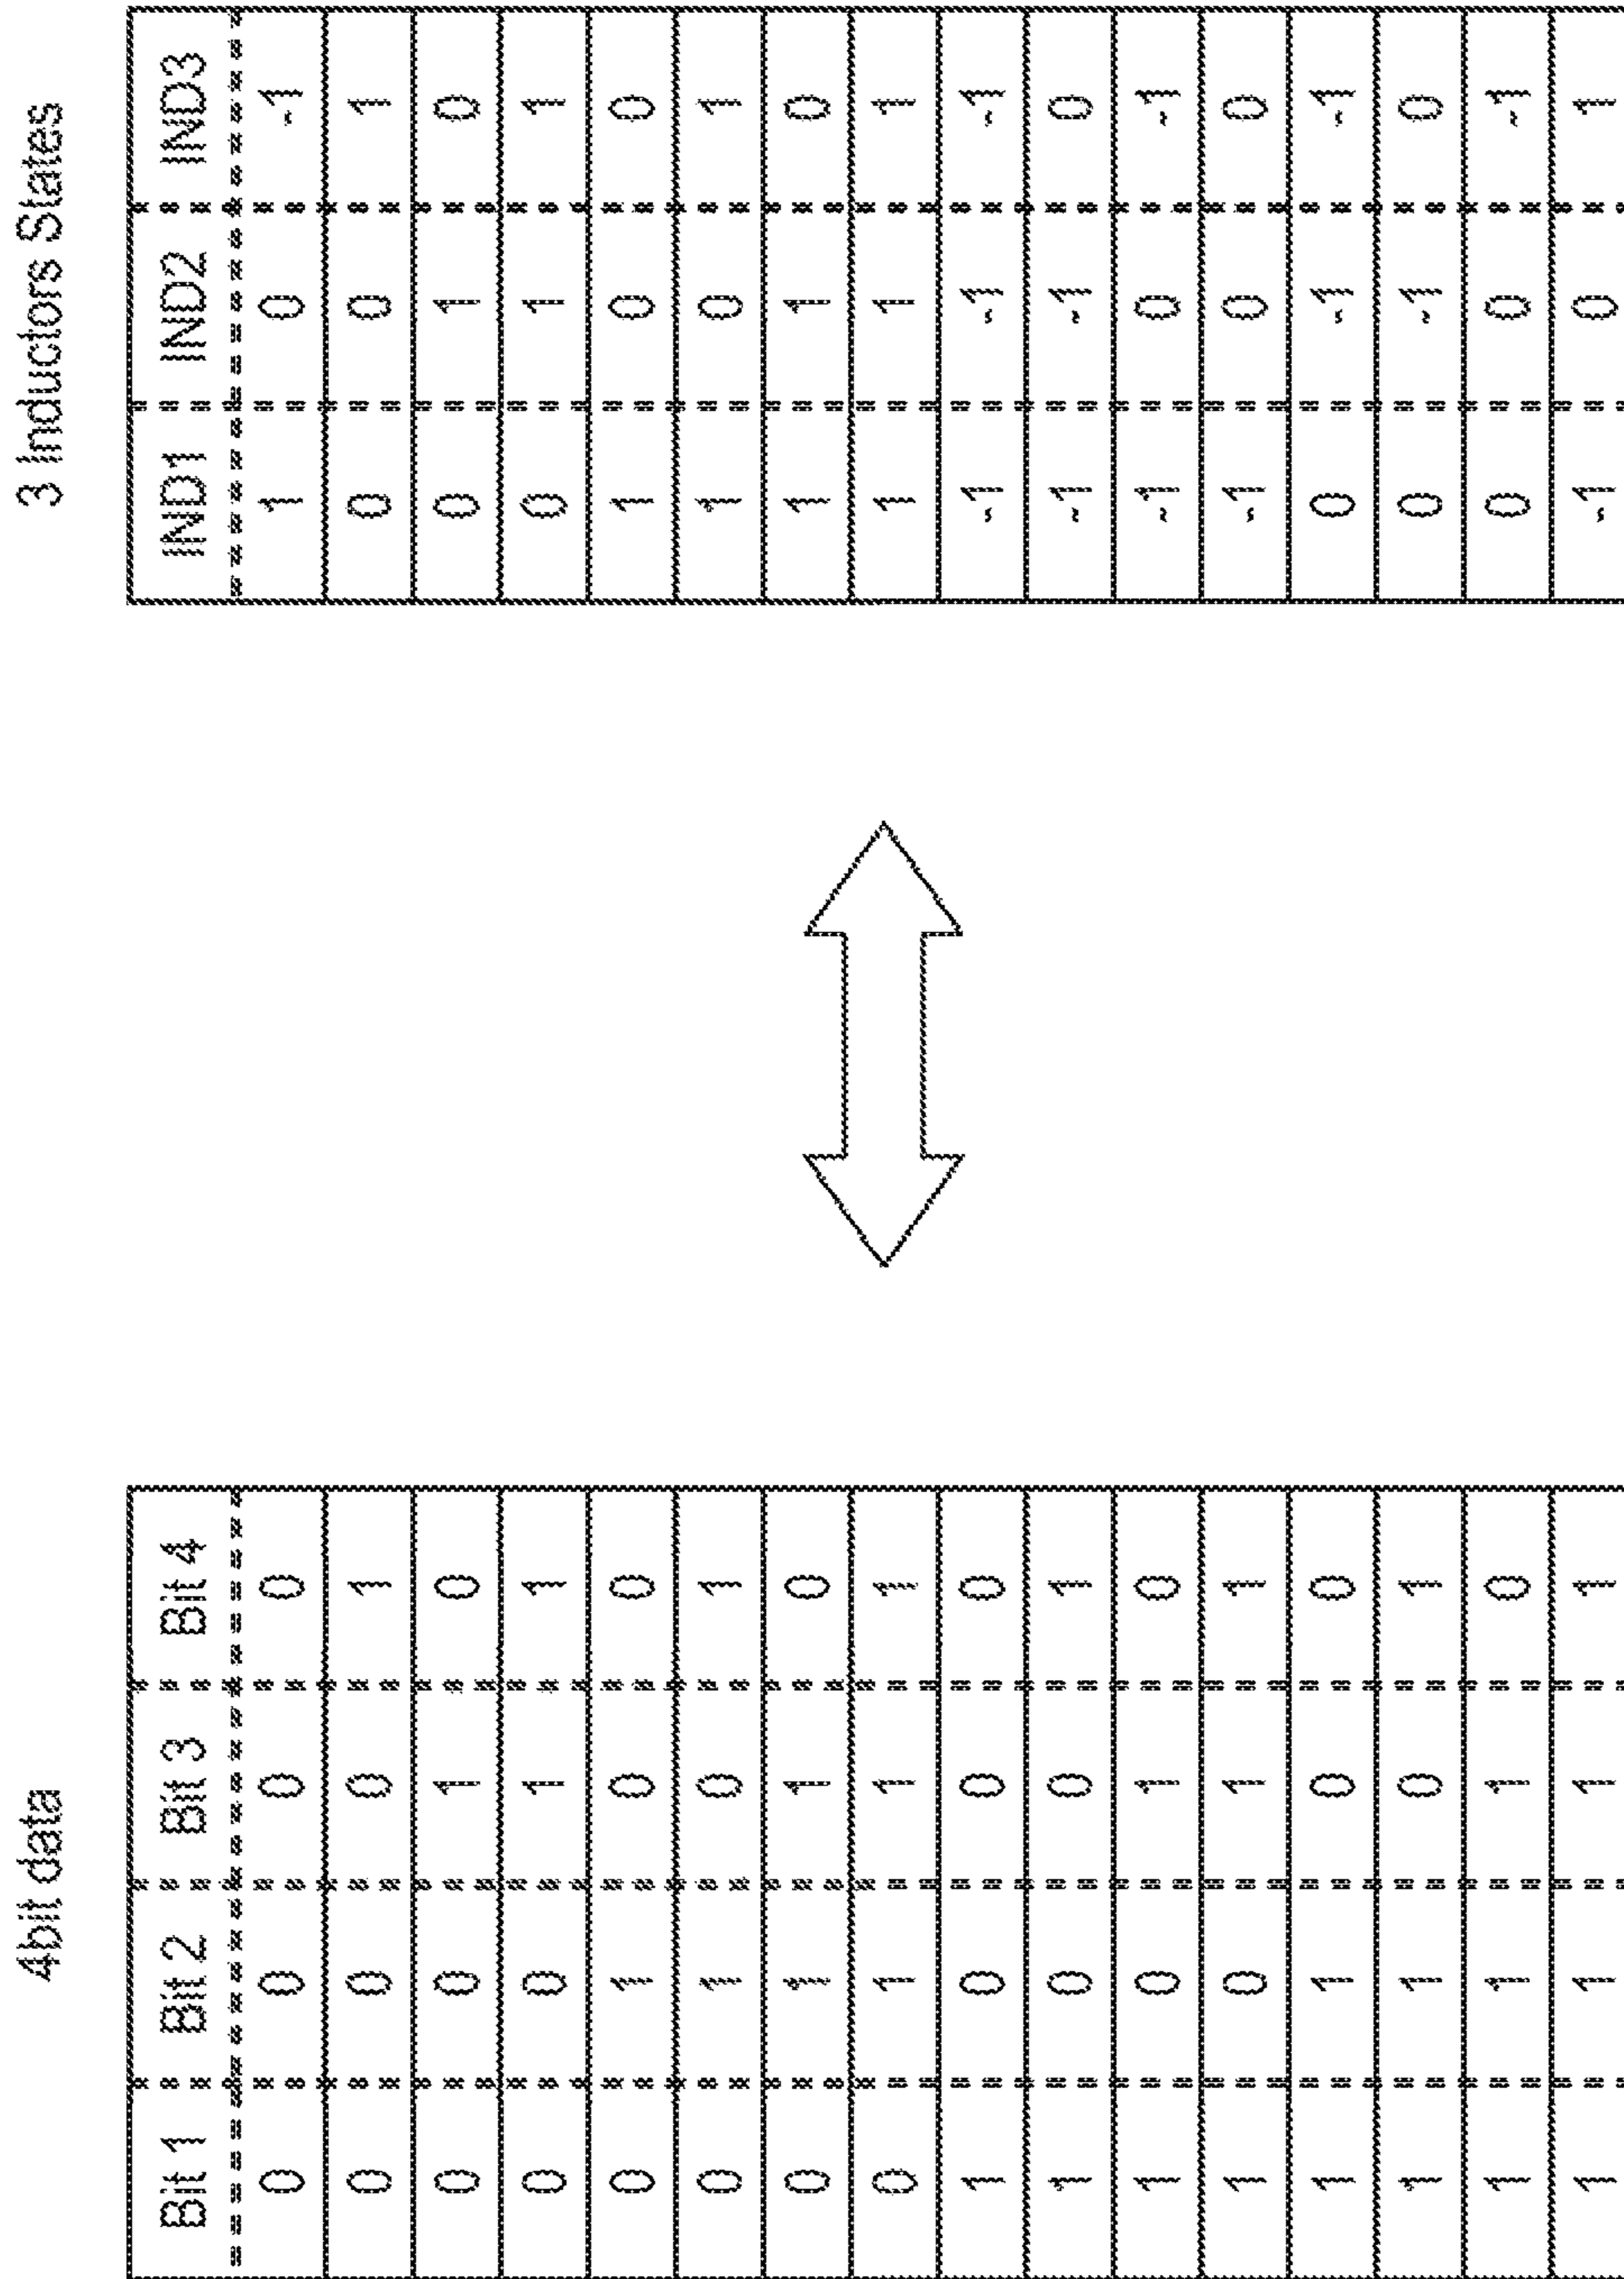 4bit data
Bit 1 Bit 2 Bit 3 Bit 4
0 0 0 0
0 0 0 1
0 0 1 0
0 0 1 1
0 1 0 0
0 1 0 1
0 1 1 0
0 1 1 1
1 0 0 0
1 0 0 1
1 0 1 0
1 0 1 1
1 1 0 0
1 1 0 1
1 1 1 0
1 1 1 1
3 Inductors States
IND1 IND2 IND3
1 0 -1
0 0 1
0 1 0
0 1 1
1 0 0
1 0 1
1 1 0
1 1 1
-1 -1 -1
-1 -1 0
-1 0 -1
-1 0 0
0 -1 -1
0 -1 0
0 0 -1
-1 0 1